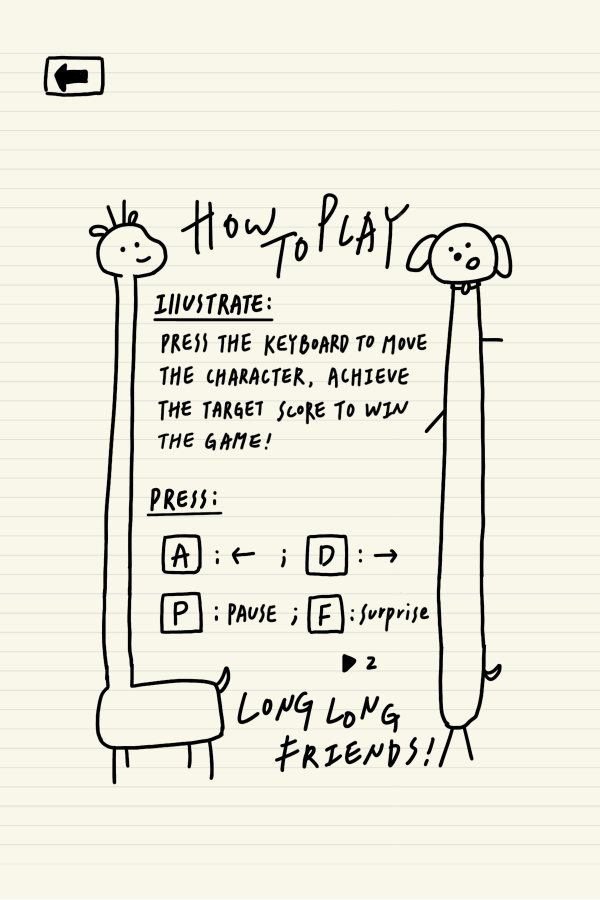 HOW TO PLAY
ILLUSTRATE:
PRESS THE KEYBOARD TO MOVE
THE CHARACTER, ACHIEVE
THE TARGET SCORE TO WIN
THE GAME!
PRESS:
A : ← ; D : →
P : PAUSE ; F : Surprise
▶ 2
LONG LONG
FRIENDS!